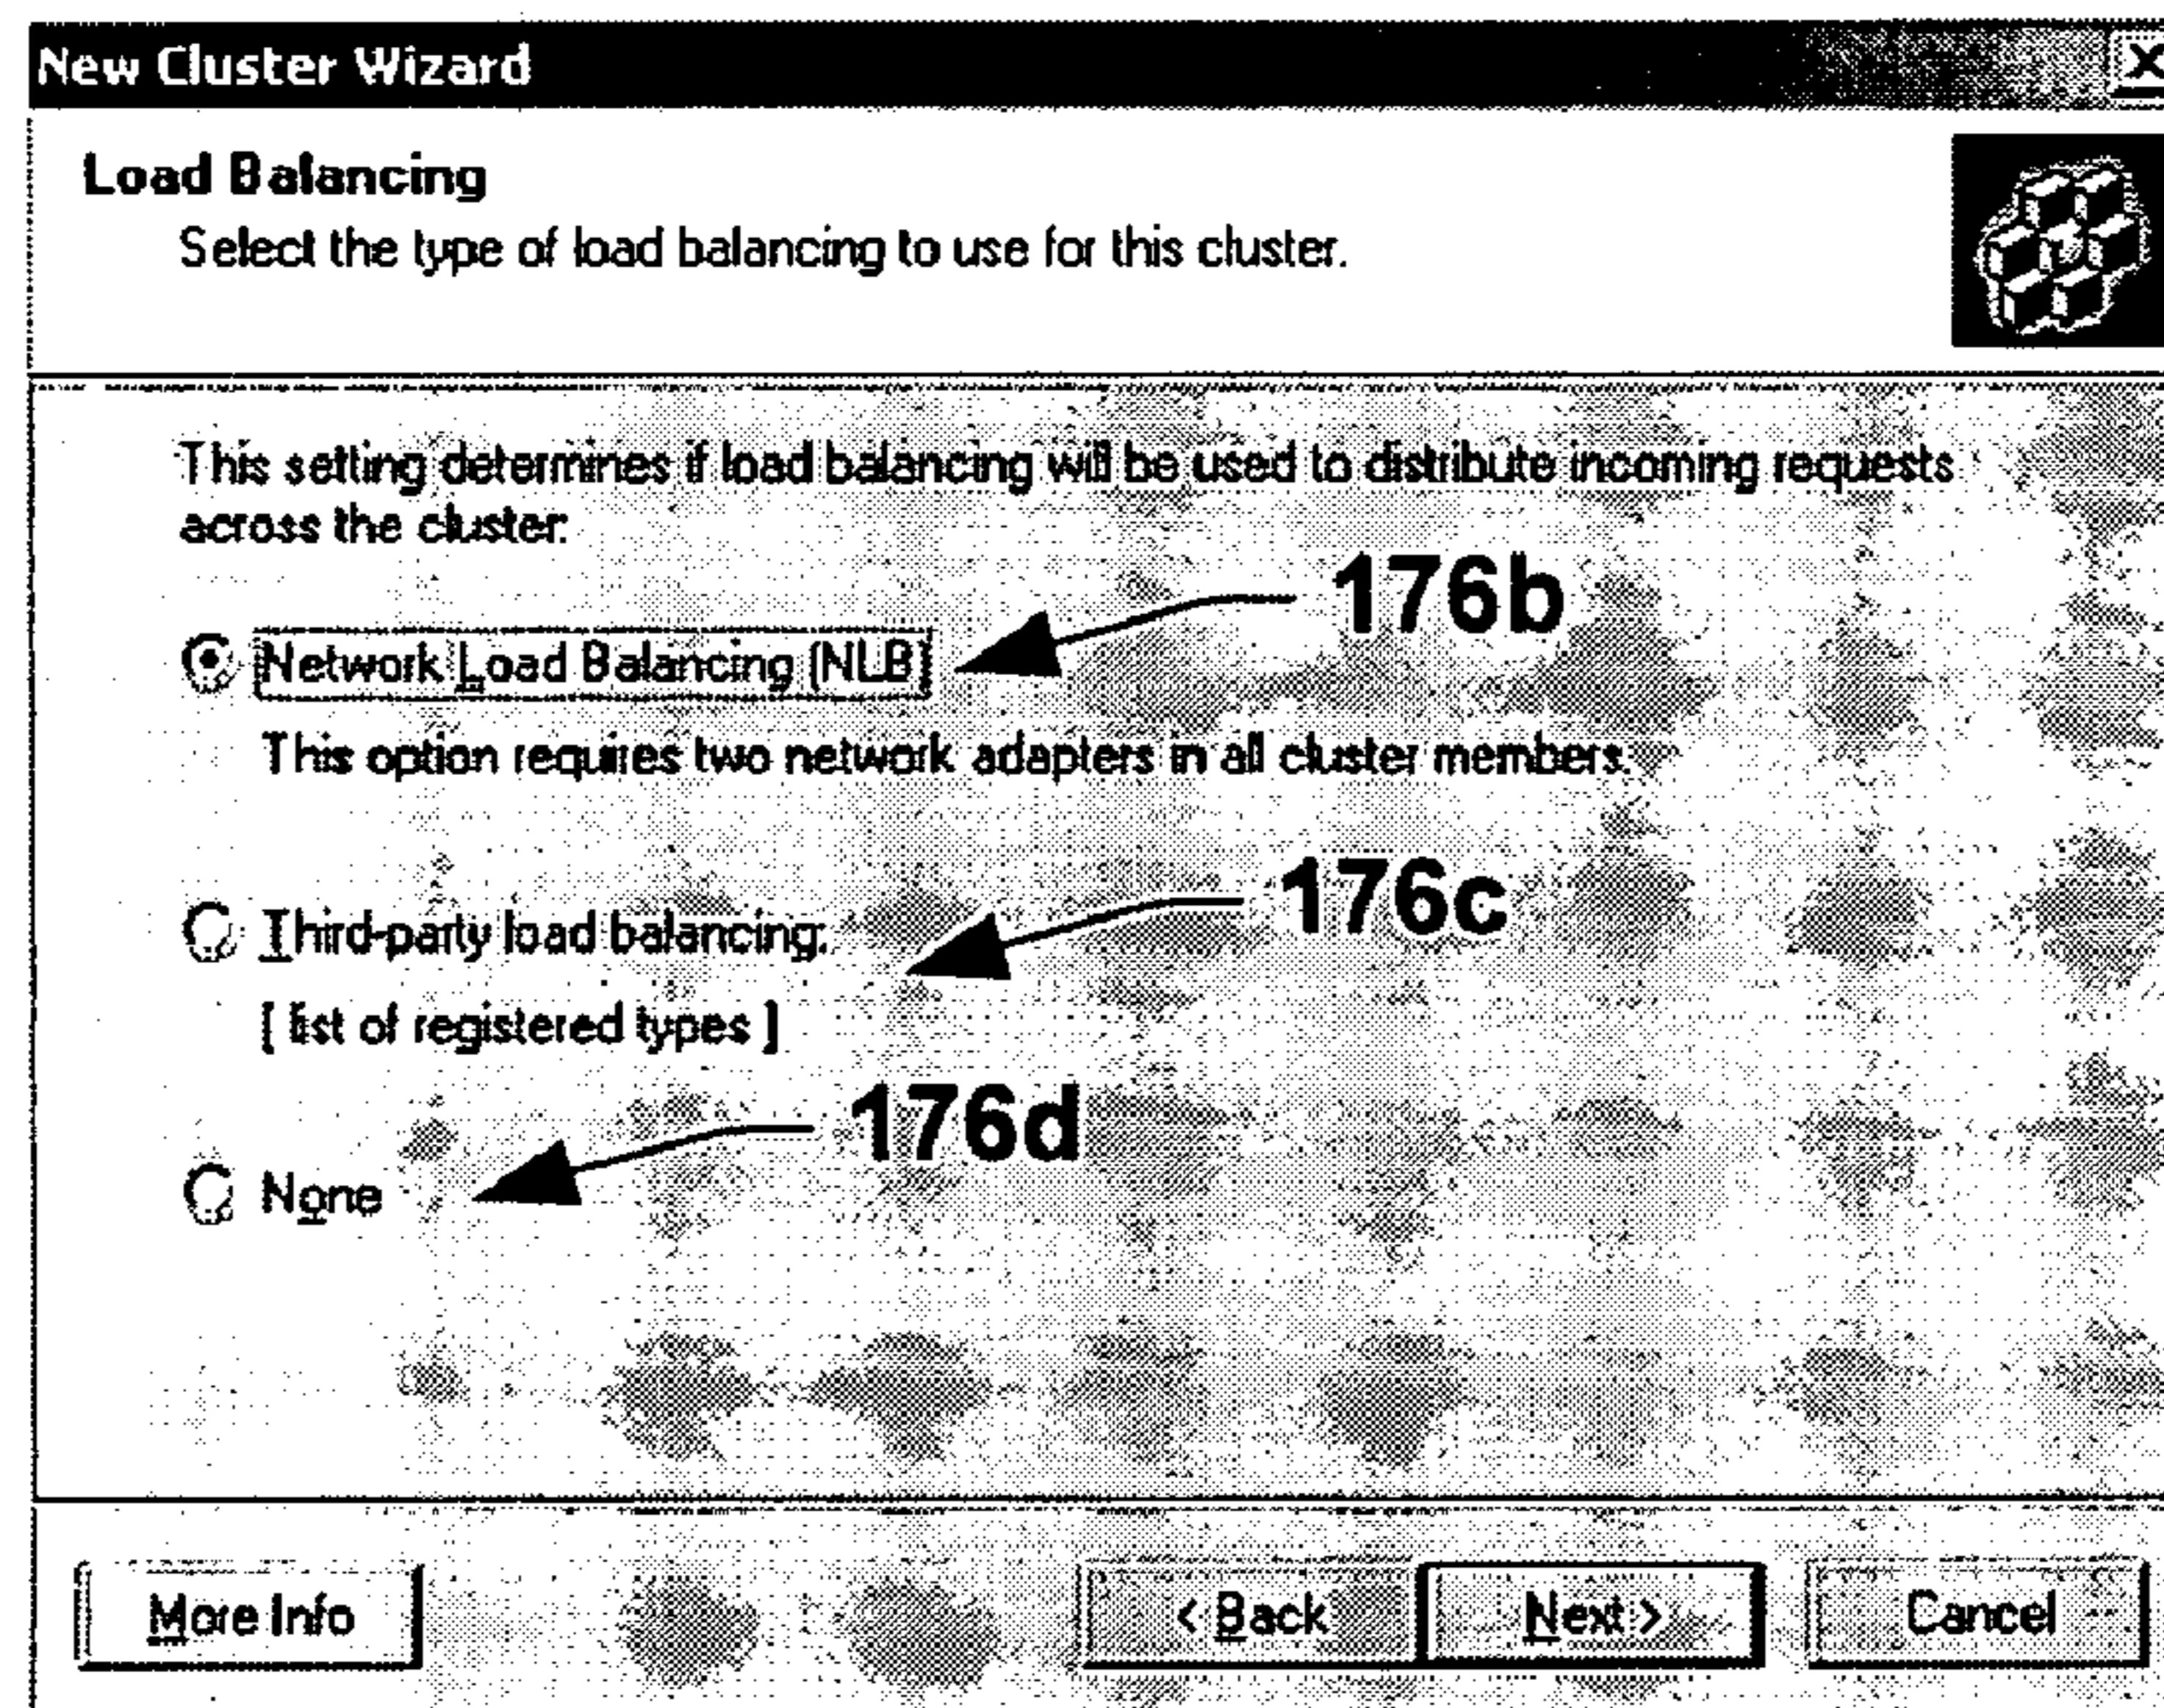 New Cluster Wizard
Load Balancing
Select the type of load balancing to use for this cluster.
This setting determines if load balancing will be used to distribute incoming requests
across the cluster:
176b
Network Load Balancing (NLB)
This option requires two network adapters in all cluster members.
176c
Third-party load balancing:
[ list of registered types ]
176d
None
More Info
< Back
Next >
Cancel